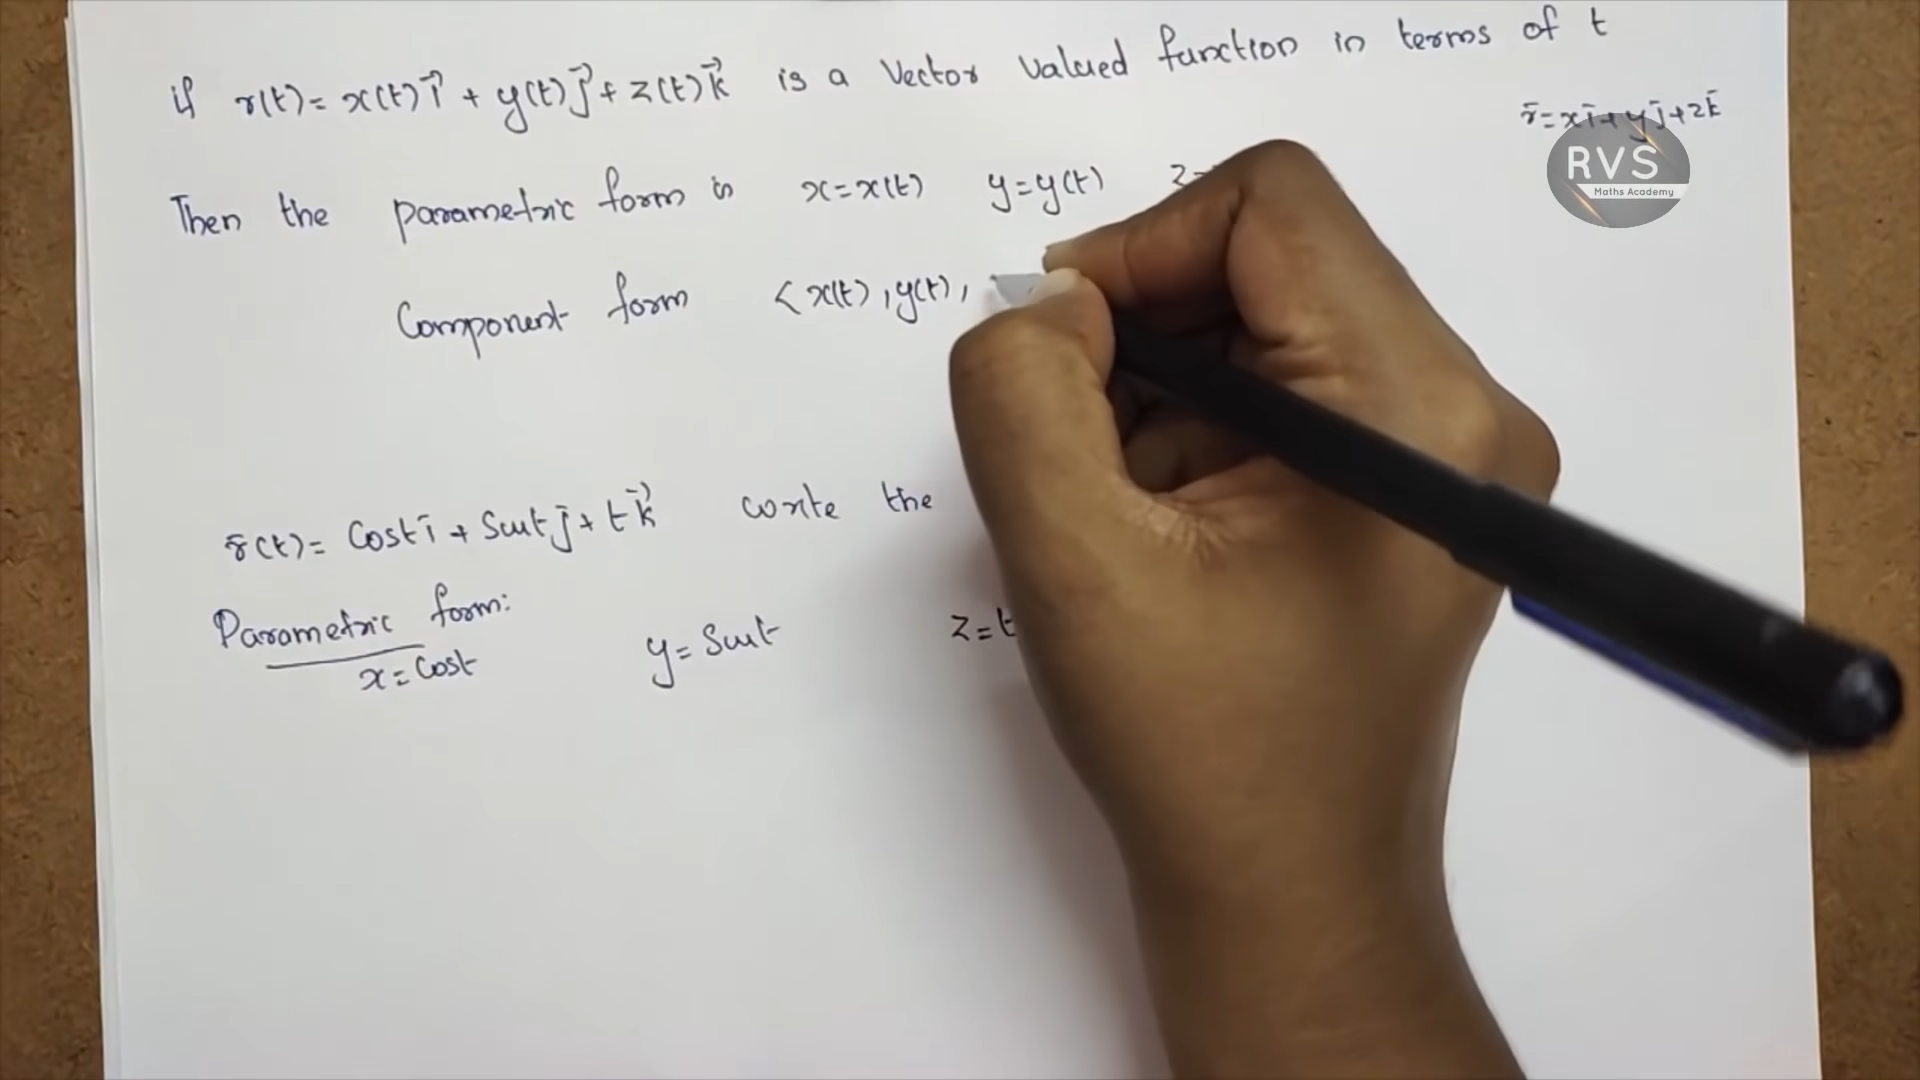 if r(t) = x(t)i⃗ + y(t)j⃗ + z(t)k⃗ is a Vector Valued function in terms of t
r̄ = xī + yj̄ + zk̄
RVS
Maths Academy
Then the parametric form is x = x(t) y = y(t) z =
Component form < x(t), y(t),
r̄(t) = Cost ī + Sint j̄ + t k⃗ write the
Parametric form:
x = Cost y = Sint z = t